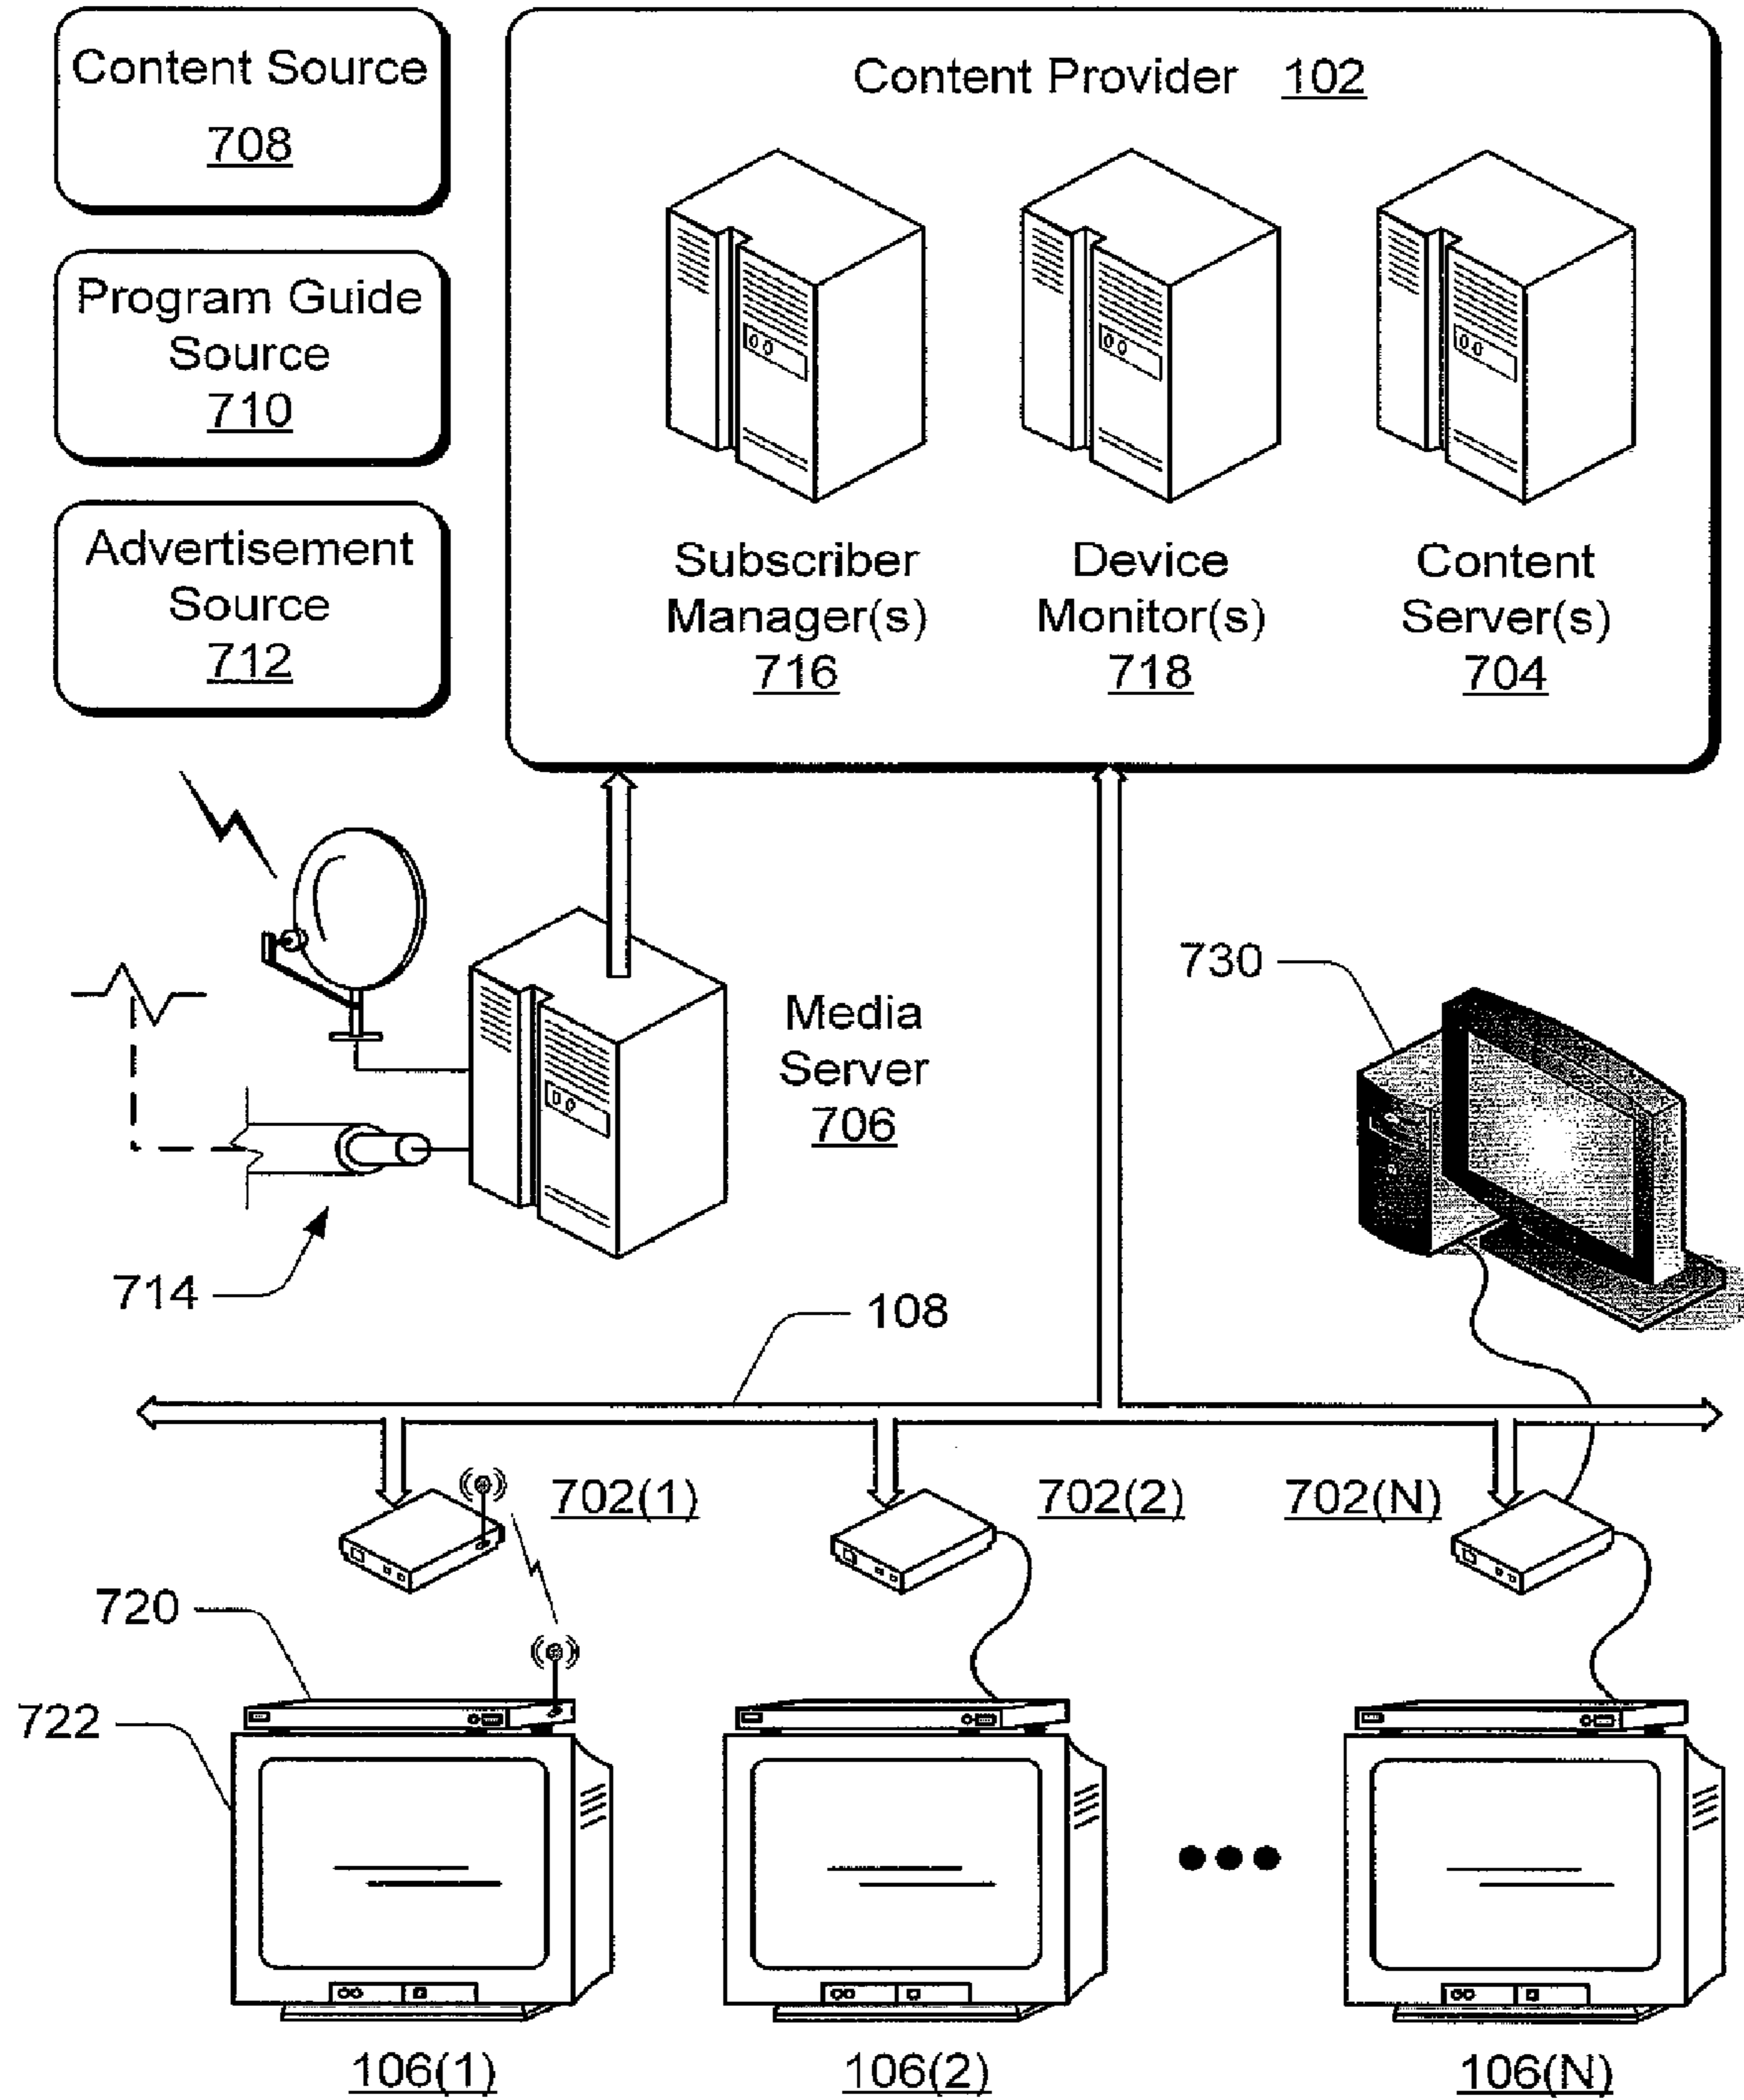 Content Source
708
Program Guide
Source
710
Advertisement
Source
712
Content Provider 102
Subscriber
Manager(s)
716
Device
Monitor(s)
718
Content
Server(s)
704
Media
Server
706
730
714
108
702(1)
702(2)
702(N)
720
722
106(1)
106(2)
106(N)